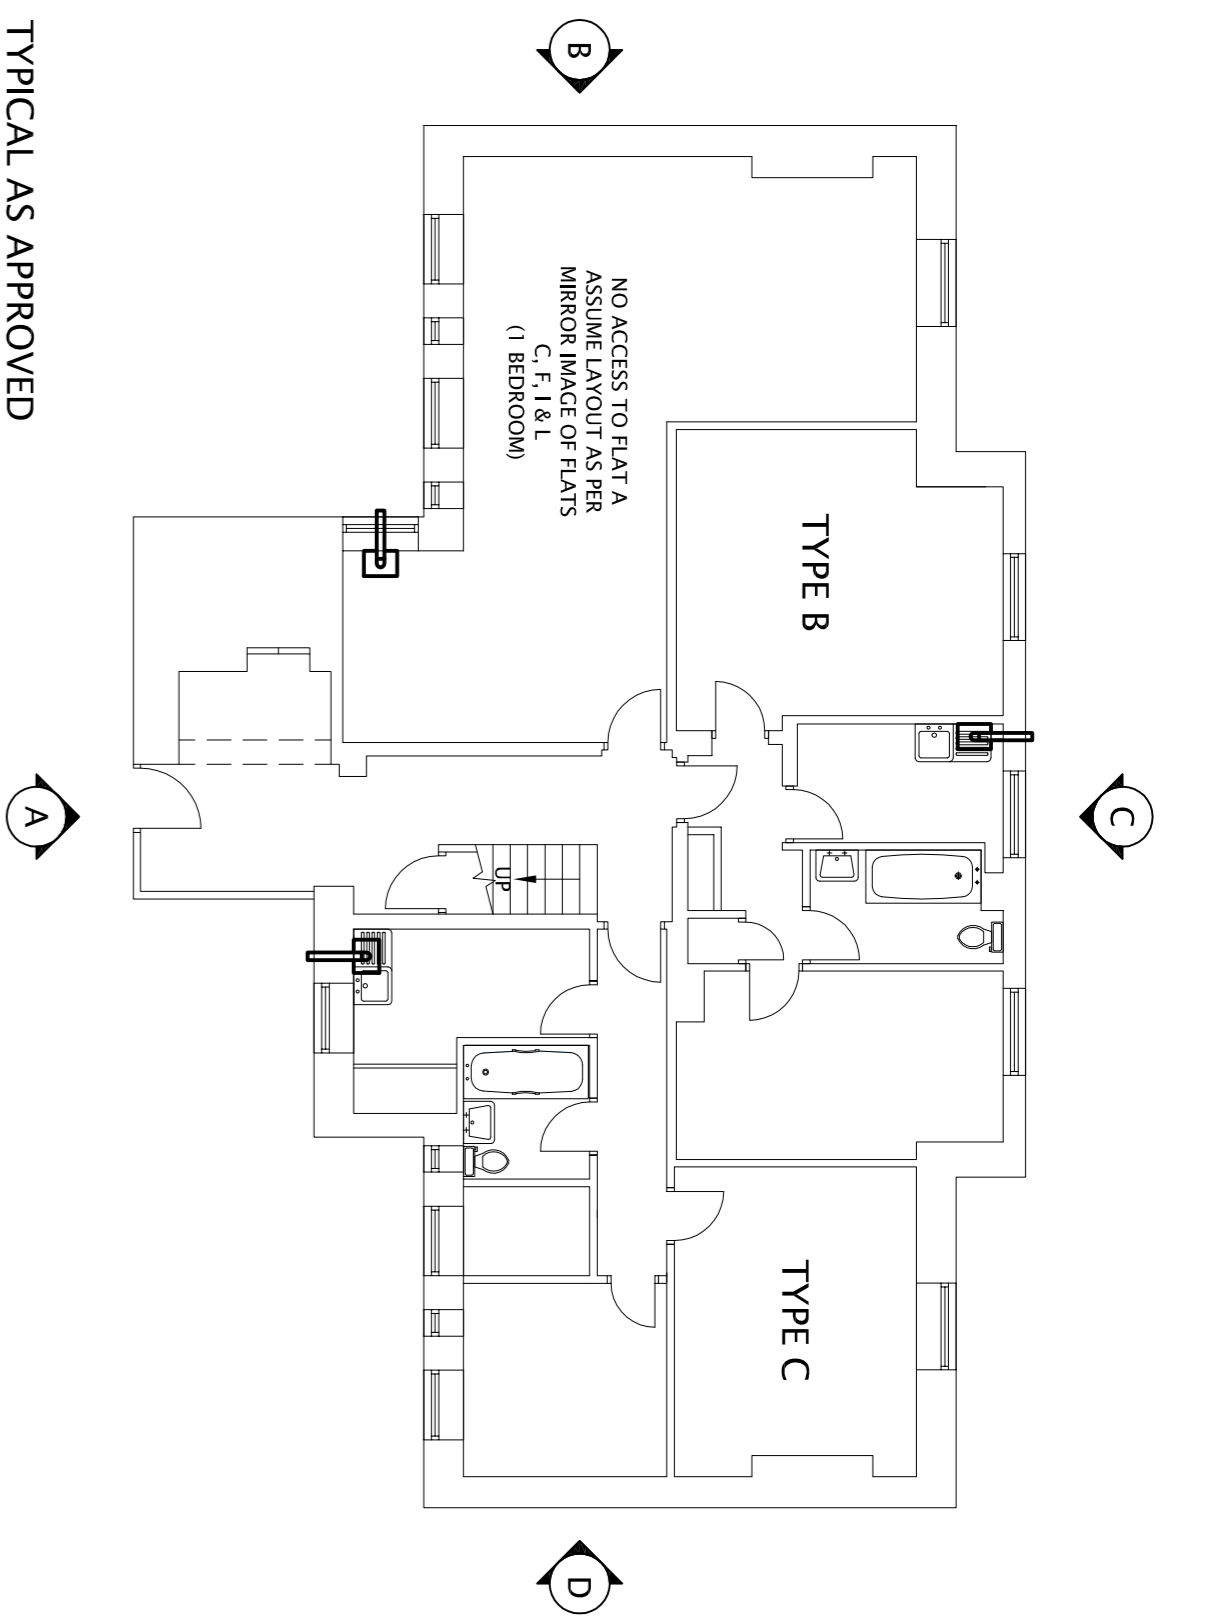 C
TYPE B
TYPE C
NO ACCESS TO FLAT A
ASSUME LAYOUT AS PER
MIRROR IMAGE OF FLATS
C, F, I & L
(1 BEDROOM)
B
D
UP
A
TYPICAL AS APPROVED